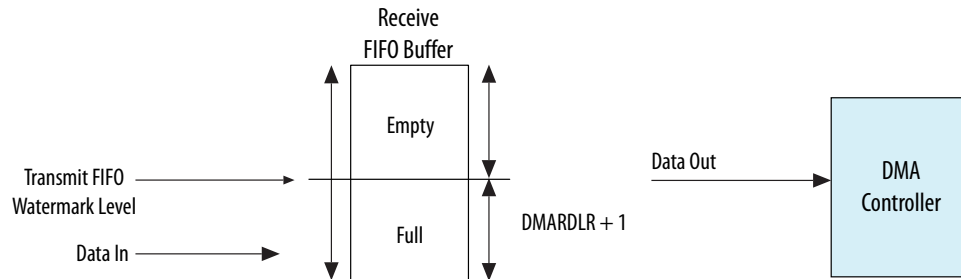 Receive
FIFO Buffer
Empty
Transmit FIFO
Watermark Level
Data Out
DMA
Controller
Full
DMARDLR + 1
Data In